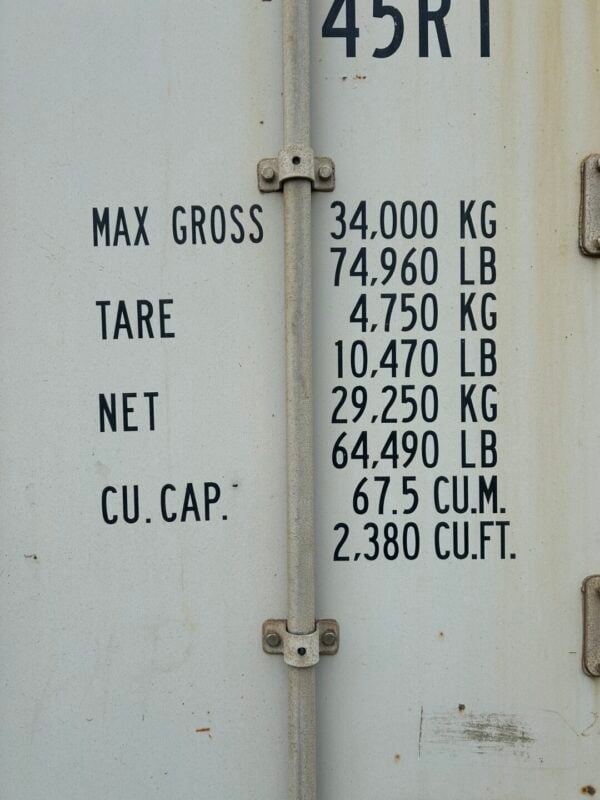 45R1
MAX GROSS 34,000 KG
74,960 LB
TARE 4,750 KG
10,470 LB
NET 29,250 KG
64,490 LB
CU. CAP. 67.5 CU.M.
2,380 CU.FT.